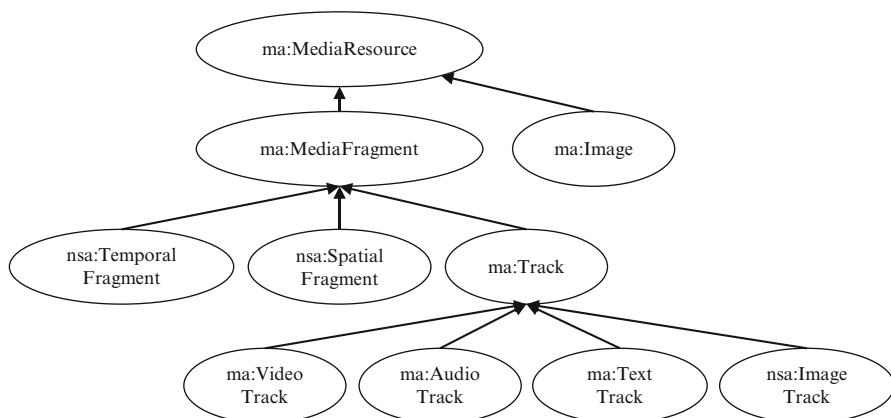 ma:MediaResource
ma:MediaFragment
ma:Image
nsa:Temporal
Fragment
nsa:Spatial
Fragment
ma:Track
ma:Video
Track
ma:Audio
Track
ma:Text
Track
nsa:Image
Track